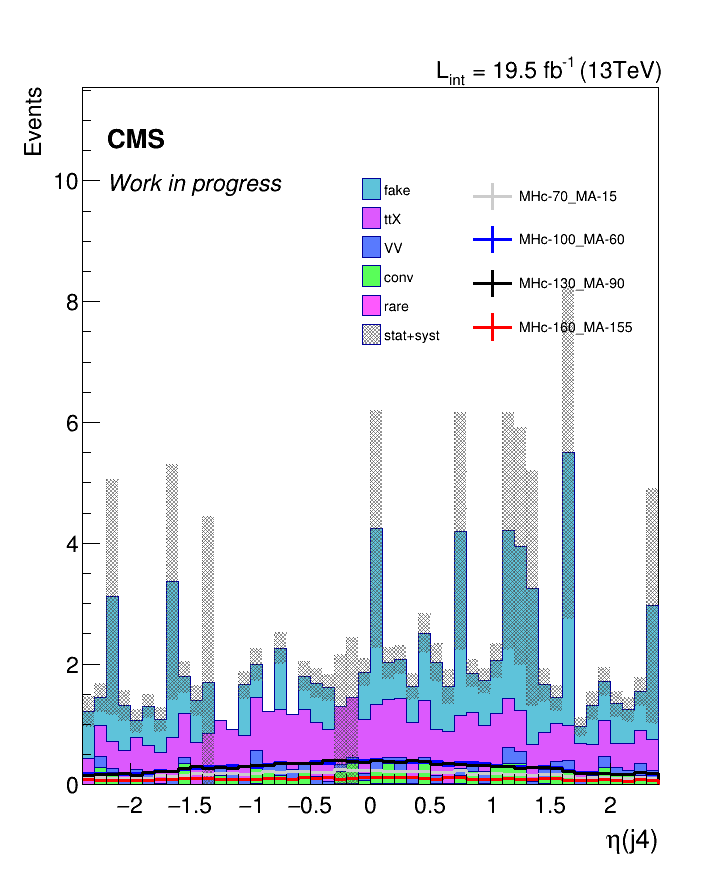 L_int = 19.5 fb^-1 (13TeV)
Events
CMS
Work in progress
fake
ttX
VV
conv
rare
stat+syst
MHc-70_MA-15
MHc-100_MA-60
MHc-130_MA-90
MHc-160_MA-155
10
8
6
4
2
0
−2 −1.5 −1 −0.5 0 0.5 1 1.5 2
η(j4)